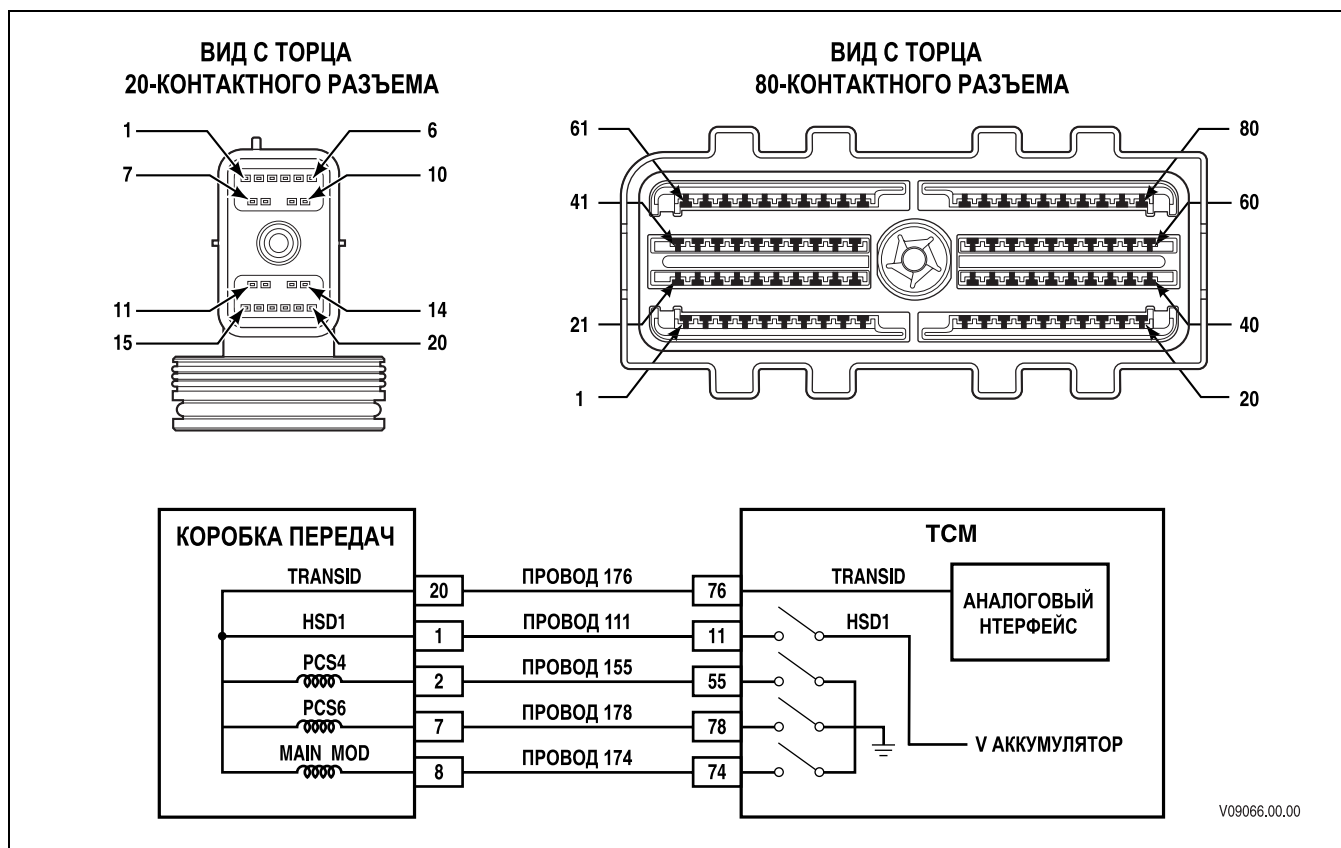 ВИД С ТОРЦА
20-КОНТАКТНОГО РАЗЪЕМА
ВИД С ТОРЦА
80-КОНТАКТНОГО РАЗЪЕМА
1
6
7
10
11
14
15
20
61
80
41
60
21
40
1
20
КОРОБКА ПЕРЕДАЧ
TCM
TRANSID
20
ПРОВОД 176
76
TRANSID
АНАЛОГОВЫЙ
НТЕРФЕЙС
HSD1
1
ПРОВОД 111
11
HSD1
PCS4
2
ПРОВОД 155
55
PCS6
7
ПРОВОД 178
78
V АККУМУЛЯТОР
MAIN MOD
8
ПРОВОД 174
74
V09066.00.00